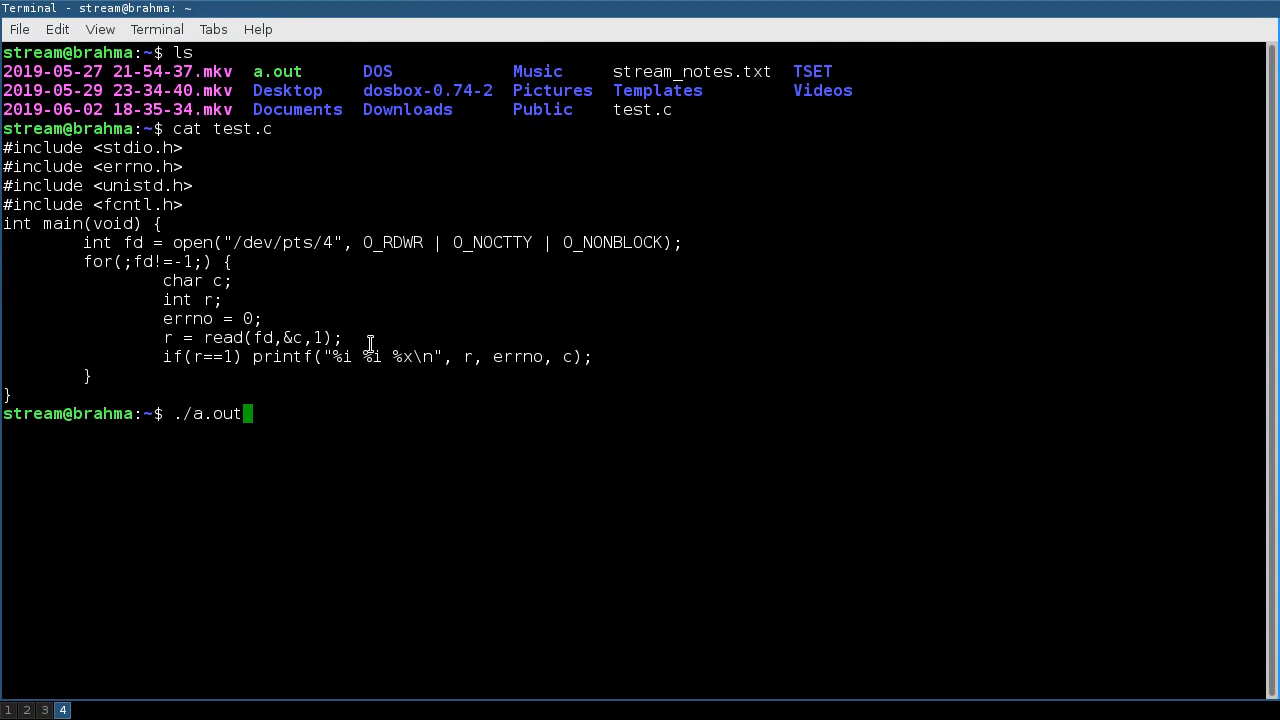 Terminal - stream@brahma: ~
File Edit View Terminal Tabs Help
stream@brahma:~$ ls
2019-05-27 21-54-37.mkv  a.out      DOS            Music     stream_notes.txt  TSET
2019-05-29 23-34-40.mkv  Desktop    dosbox-0.74-2  Pictures  Templates         Videos
2019-06-02 18-35-34.mkv  Documents  Downloads      Public    test.c
stream@brahma:~$ cat test.c
#include <stdio.h>
#include <errno.h>
#include <unistd.h>
#include <fcntl.h>
int main(void) {
        int fd = open("/dev/pts/4", O_RDWR | O_NOCTTY | O_NONBLOCK);
        for(;fd!=-1;) {
                char c;
                int r;
                errno = 0;
                r = read(fd,&c,1);
                if(r==1) printf("%i %i %x\n", r, errno, c);
        }
}
stream@brahma:~$ ./a.out
1 2 3 4